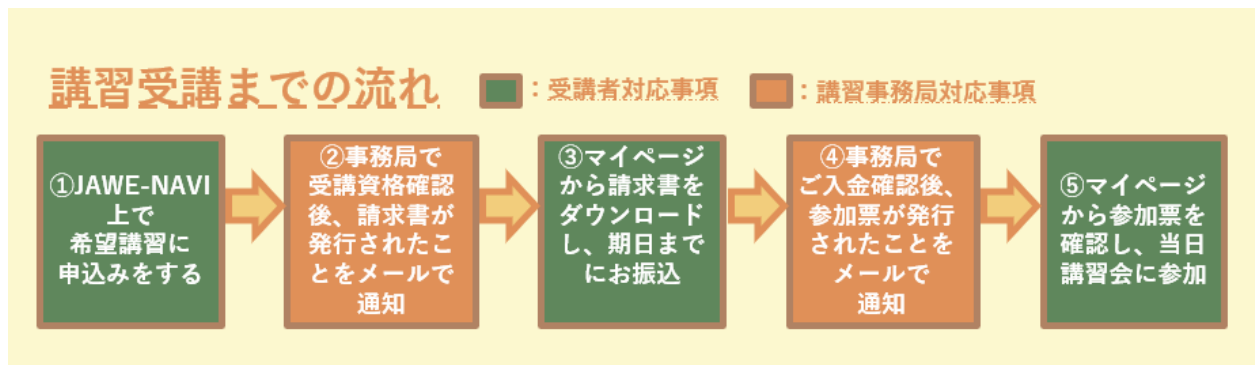 講習受講までの流れ
：受講者対応事項
：講習事務局対応事項
①JAWE-NAVI
上で
希望講習に
申込みをする
②事務局で
受講資格確認
後、請求書が
発行されたこ
とをメールで
通知
③マイページ
から請求書を
ダウンロード
し、期日まで
にお振込
④事務局で
ご入金確認後、
参加票が発行
されたことを
メールで
通知
⑤マイページ
から参加票を
確認し、当日
講習会に参加